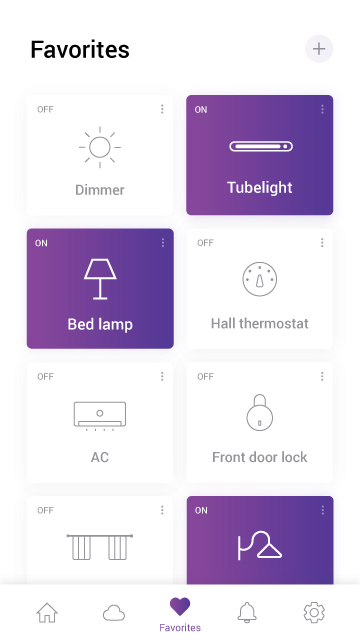 Favorites
OFF
Dimmer
ON
Tubelight
ON
Bed lamp
OFF
Hall thermostat
OFF
AC
OFF
Front door lock
OFF
ON
Favorites